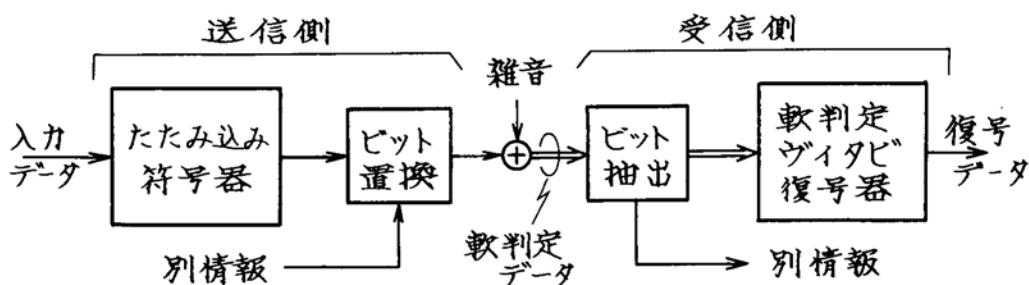 送信側
受信側
雑音
入力
データ
たたみ込み
符号器
ビット
置換
ビット
抽出
軟判定
ヴィタビ
復号器
復号
データ
別情報
軟判定
データ
別情報